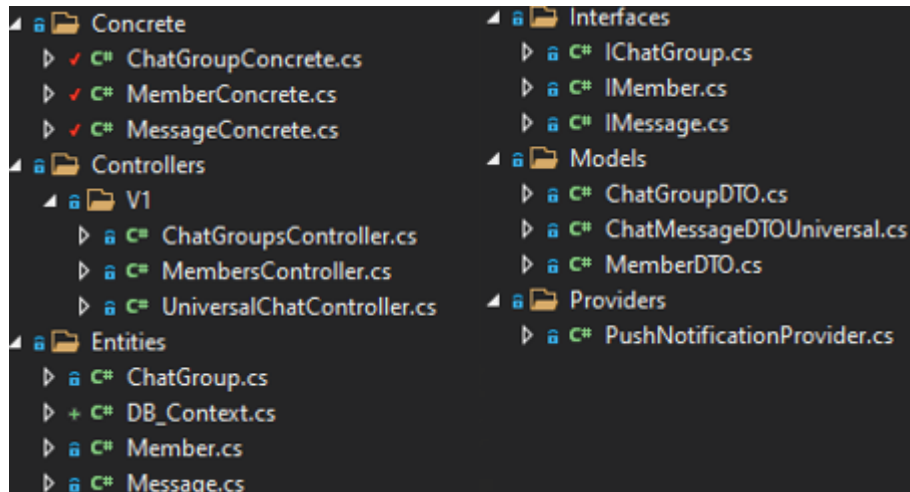 Concrete
C# ChatGroupConcrete.cs
C# MemberConcrete.cs
C# MessageConcrete.cs
Controllers
V1
C# ChatGroupsController.cs
C# MembersController.cs
C# UniversalChatController.cs
Entities
C# ChatGroup.cs
+ C# DB_Context.cs
C# Member.cs
C# Message.cs
Interfaces
C# IChatGroup.cs
C# IMember.cs
C# IMessage.cs
Models
C# ChatGroupDTO.cs
C# ChatMessageDTOUniversal.cs
C# MemberDTO.cs
Providers
C# PushNotificationProvider.cs